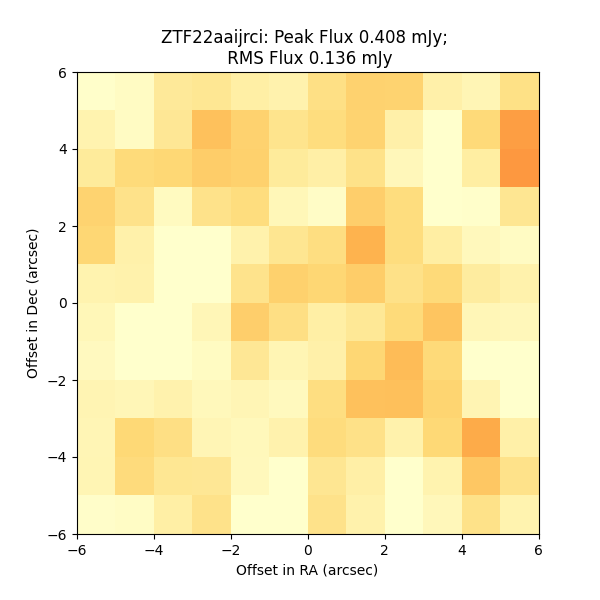 ZTF22aaijrci: Peak Flux 0.408 mJy;
RMS Flux 0.136 mJy
6
4
2
0
−2
−4
−6
Offset in Dec (arcsec)
−6 −4 −2 0 2 4 6
Offset in RA (arcsec)